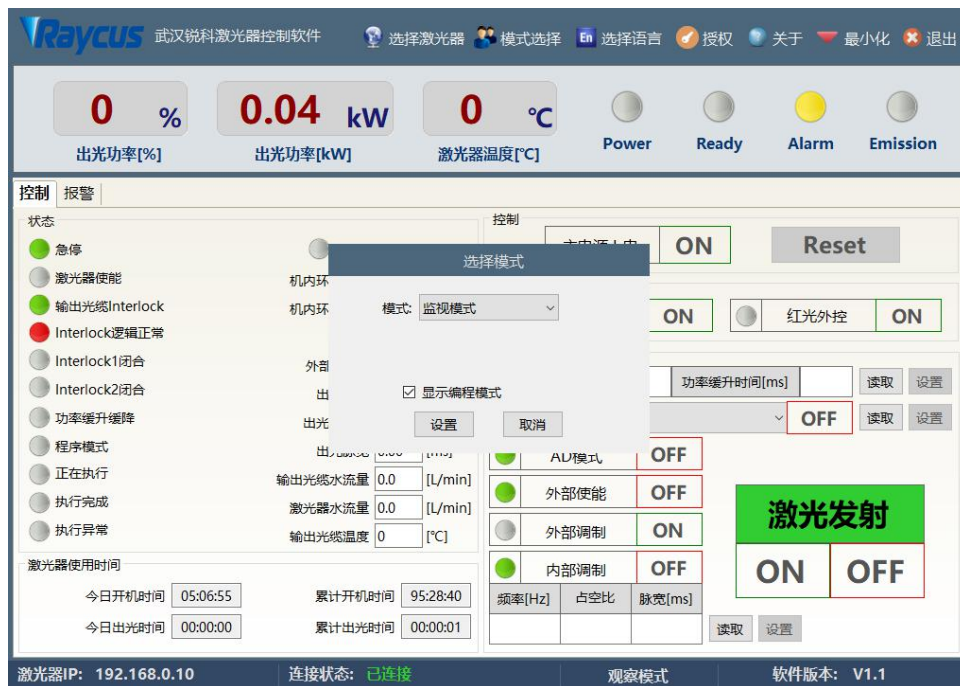 Raycus 武汉锐科激光器控制软件 选择激光器 模式选择 En 选择语言 授权 关于 最小化 退出
0 % 0.04 kW 0 ℃
出光功率[%] 出光功率[kW] 激光器温度[℃] Power Ready Alarm Emission
控制 报警
状态
急停
激光器使能 机内环
输出光缆Interlock 机内环
Interlock逻辑正常
Interlock1闭合 外部
Interlock2闭合 出
功率缓升缓降 出光
程序模式
正在执行 输出光缆水流量 0.0 [L/min]
执行完成 激光器水流量 0.0 [L/min]
执行异常 输出光缆温度 0 [℃]
激光器使用时间
今日开机时间 05:06:55 累计开机时间 95:28:40
今日出光时间 00:00:00 累计出光时间 00:00:01
选择模式
模式: 监视模式
显示编程模式
设置 取消
控制
ON Reset
ON 红光外控 ON
功率缓升时间[ms] 读取 设置
OFF 读取 设置
AD模式 OFF
外部使能 OFF
外部调制 ON
内部调制 OFF
频率[Hz] 占空比 脉宽[ms]
读取 设置
激光发射
ON OFF
激光器IP: 192.168.0.10 连接状态: 已连接 观察模式 软件版本: V1.1